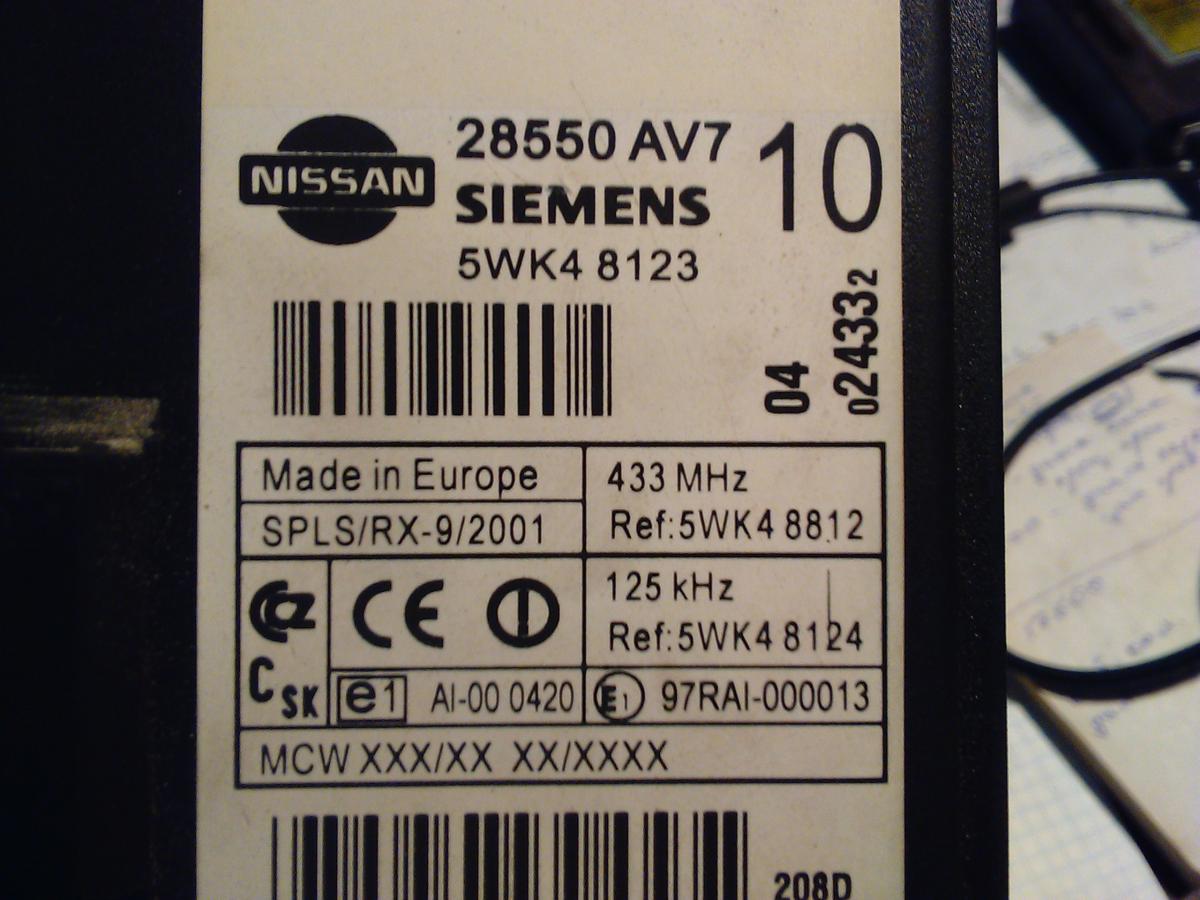 NISSAN
28550 AV7 10
SIEMENS
5WK4 8123
04
024332
Made in Europe
SPLS/RX-9/2001
433 MHz
Ref:5WK4 8812
125 kHz
Ref:5WK4 8124
CZ
CSK
CE
e1 AI-00 0420
E1 97RAI-000013
MCW XXX/XX XX/XXXX
208D